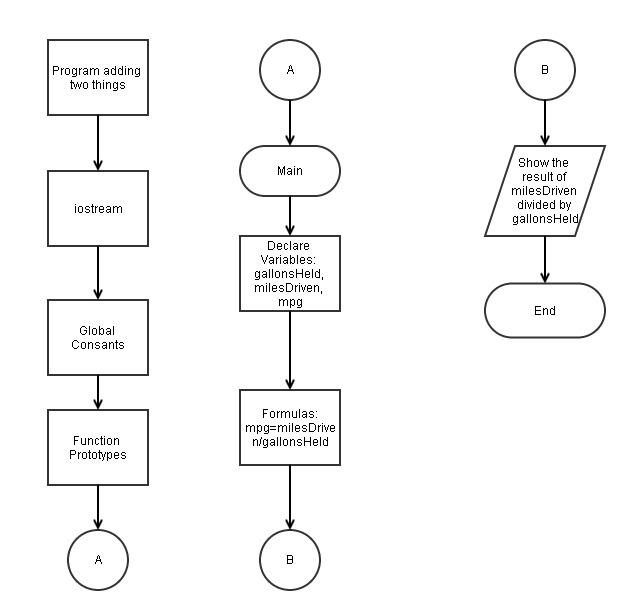 Program adding
two things
iostream
Global
Consants
Function
Prototypes
A
A
Main
Declare
Variables:
gallonsHeld,
milesDriven,
mpg
Formulas:
mpg=milesDrive
n/gallonsHeld
B
B
Show the
result of
milesDriven
divided by
gallonsHeld
End